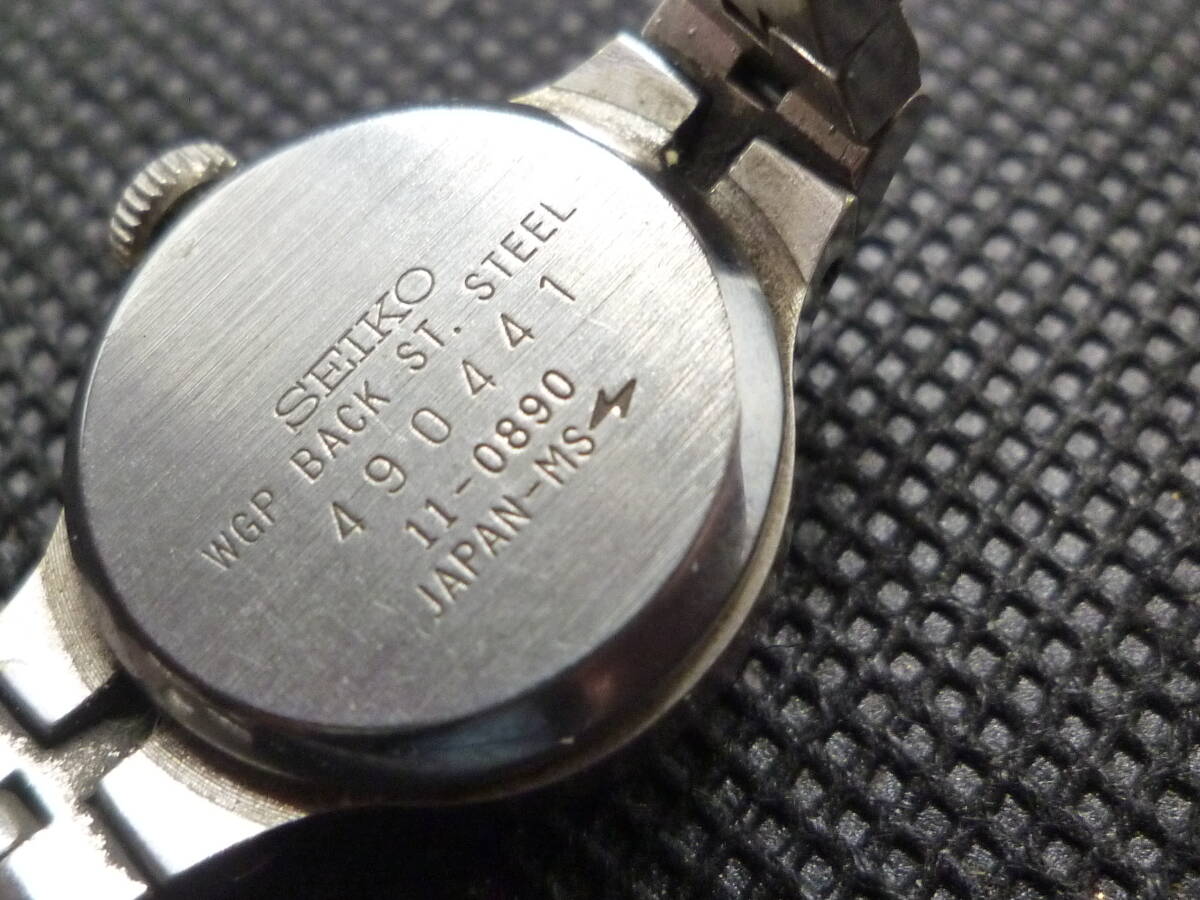 SEIKO
WGP BACK ST. STEEL
490441
11-0890
JAPAN-MS